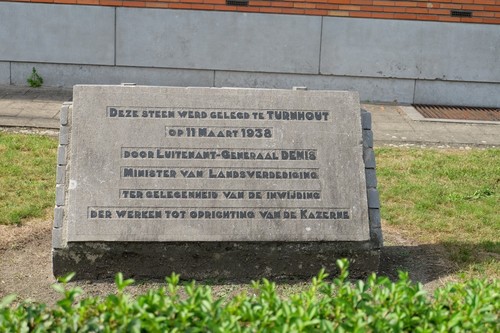 Deze steen werd gelegd te TURNHOUT
op 11 Maart 1938
door Luitenant-Generaal DENIS
Minister van Landsverdediging
ter gelegenheid van de inwijding
der werken tot oprichting van de Kazerne